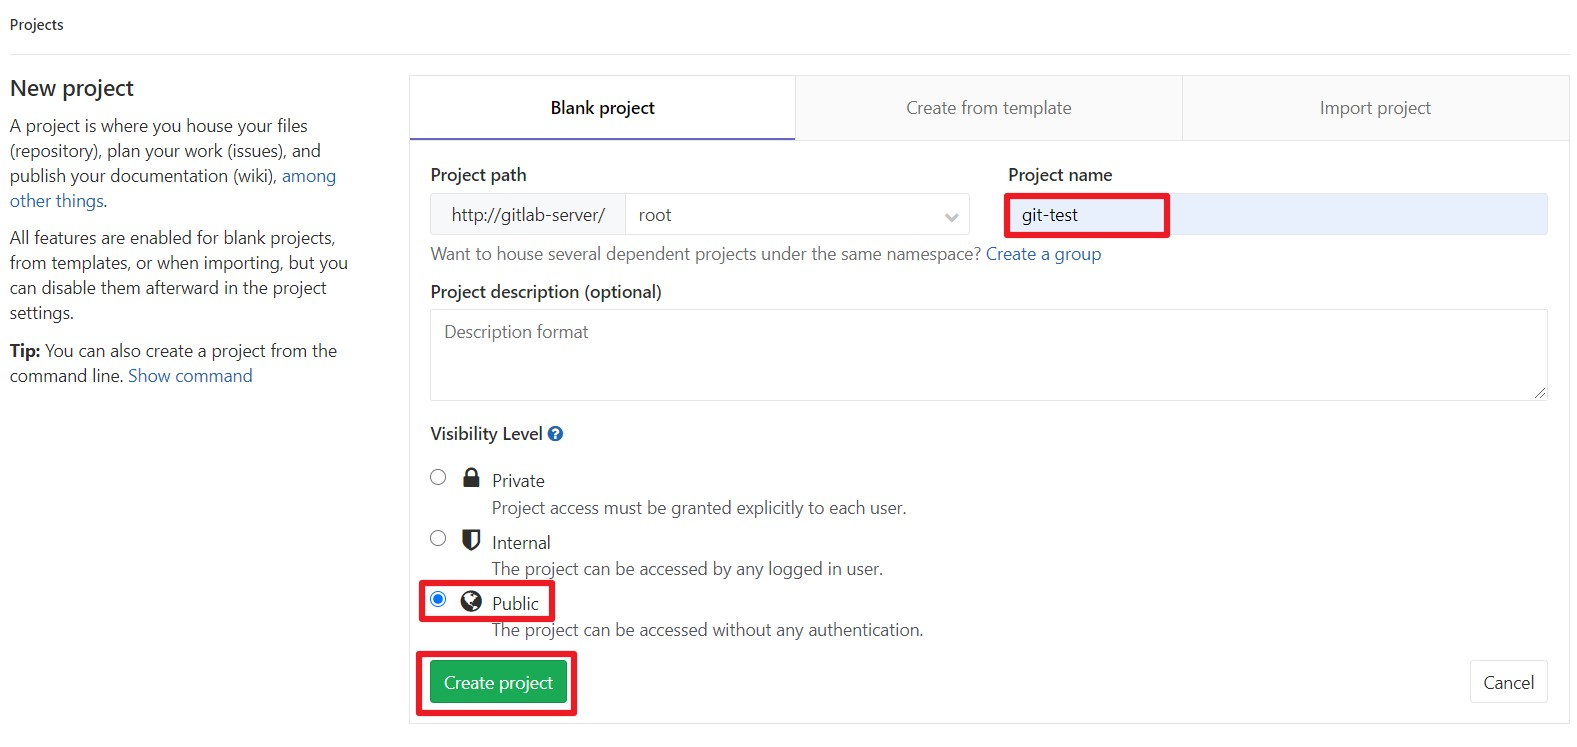 Projects
New project
A project is where you house your files
(repository), plan your work (issues), and
publish your documentation (wiki), among
other things.
All features are enabled for blank projects,
from templates, or when importing, but you
can disable them afterward in the project
settings.
Tip: You can also create a project from the
command line. Show command
Blank project
Create from template
Import project
Project path
http://gitlab-server/
root
Project name
git-test
Want to house several dependent projects under the same namespace? Create a group
Project description (optional)
Description format
Visibility Level
Private
Project access must be granted explicitly to each user.
Internal
The project can be accessed by any logged in user.
Public
The project can be accessed without any authentication.
Create project
Cancel